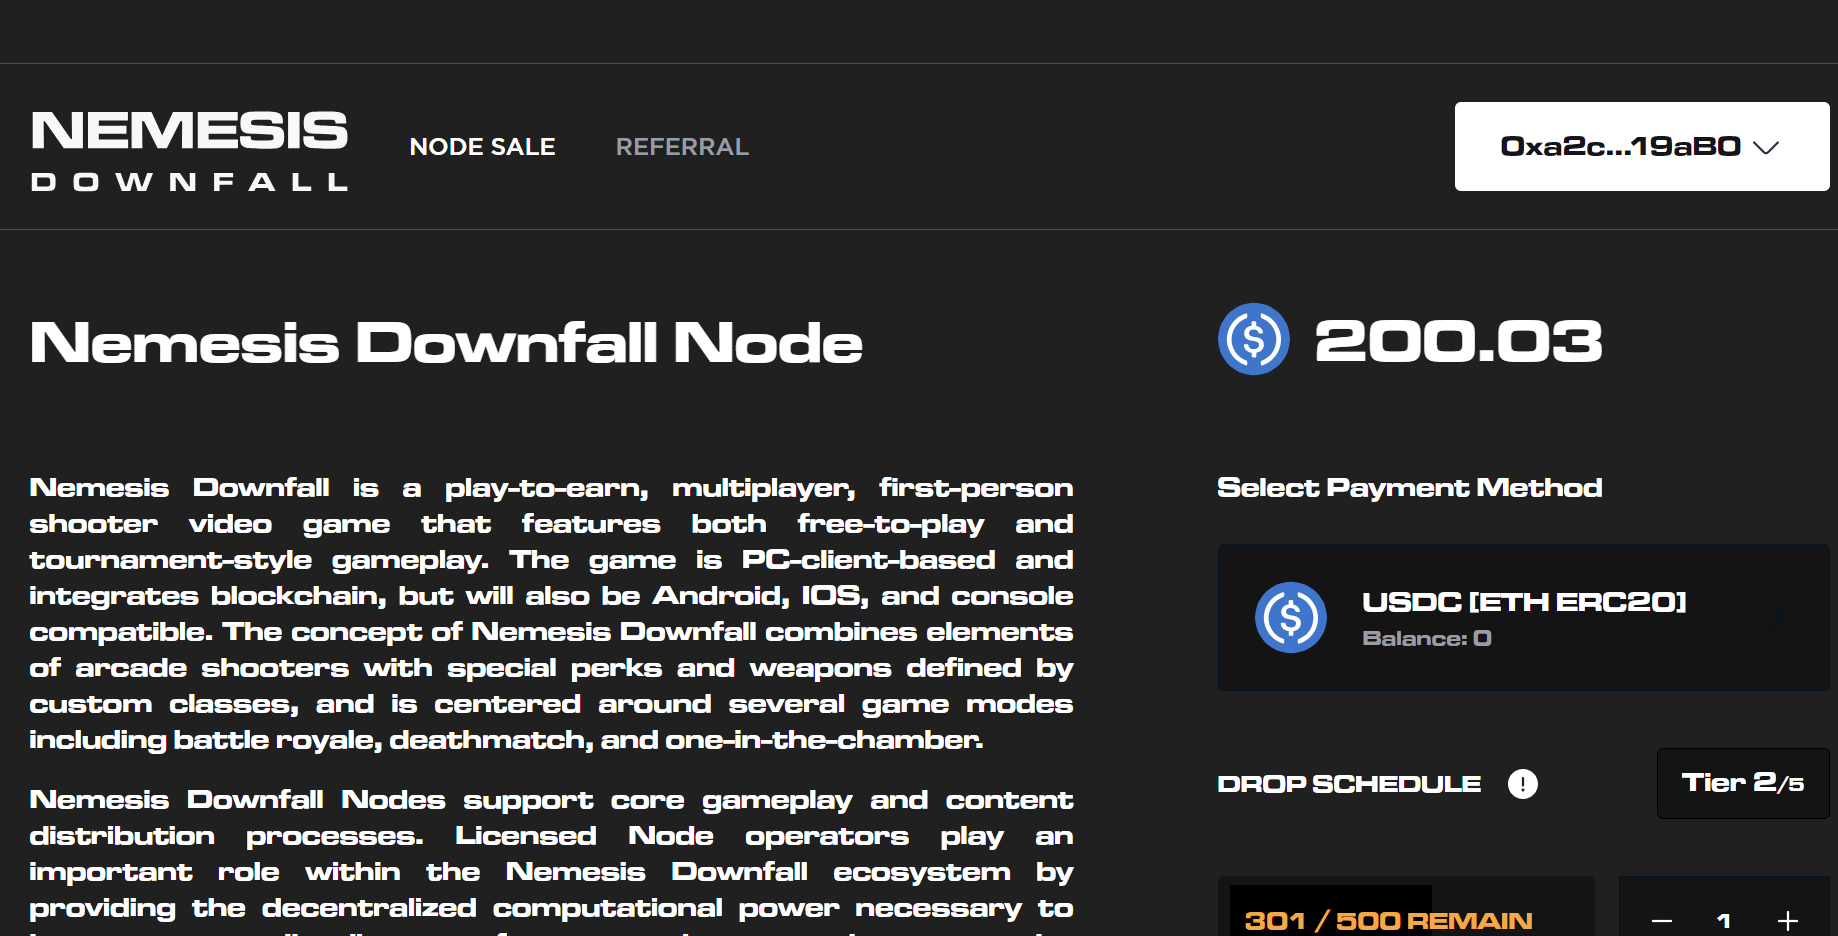 NEMESIS
DOWNFALL
NODE SALE
REFERRAL
0xa2c...19aB0
Nemesis Downfall Node
200.03
Nemesis Downfall is a play-to-earn, multiplayer, first-person
shooter video game that features both free-to-play and
tournament-style gameplay. The game is PC-client-based and
integrates blockchain, but will also be Android, IOS, and console
compatible. The concept of Nemesis Downfall combines elements
of arcade shooters with special perks and weapons defined by
custom classes, and is centered around several game modes
including battle royale, deathmatch, and one-in-the-chamber.
Nemesis Downfall Nodes support core gameplay and content
distribution processes. Licensed Node operators play an
important role within the Nemesis Downfall ecosystem by
providing the decentralized computational power necessary to
Select Payment Method
USDC [ETH ERC20]
Balance: 0
DROP SCHEDULE
Tier 2/5
301 / 500 REMAIN
1